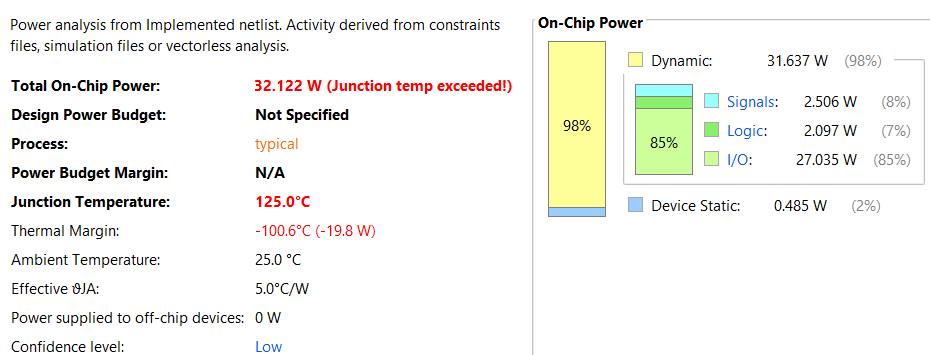 Power analysis from Implemented netlist. Activity derived from constraints
files, simulation files or vectorless analysis.
Total On-Chip Power: 32.122 W (Junction temp exceeded!)
Design Power Budget: Not Specified
Process: typical
Power Budget Margin: N/A
Junction Temperature: 125.0°C
Thermal Margin: -100.6°C (-19.8 W)
Ambient Temperature: 25.0 °C
Effective ϑJA: 5.0°C/W
Power supplied to off-chip devices: 0 W
Confidence level: Low
On-Chip Power
98%
Dynamic: 31.637 W (98%)
85%
Signals: 2.506 W (8%)
Logic: 2.097 W (7%)
I/O: 27.035 W (85%)
Device Static: 0.485 W (2%)